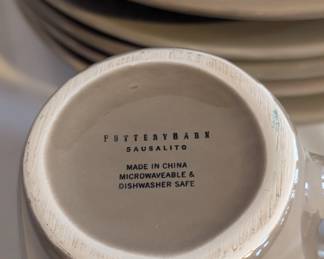 POTTERYBARN
SAUSALITO
MADE IN CHINA
MICROWAVEABLE &
DISHWASHER SAFE